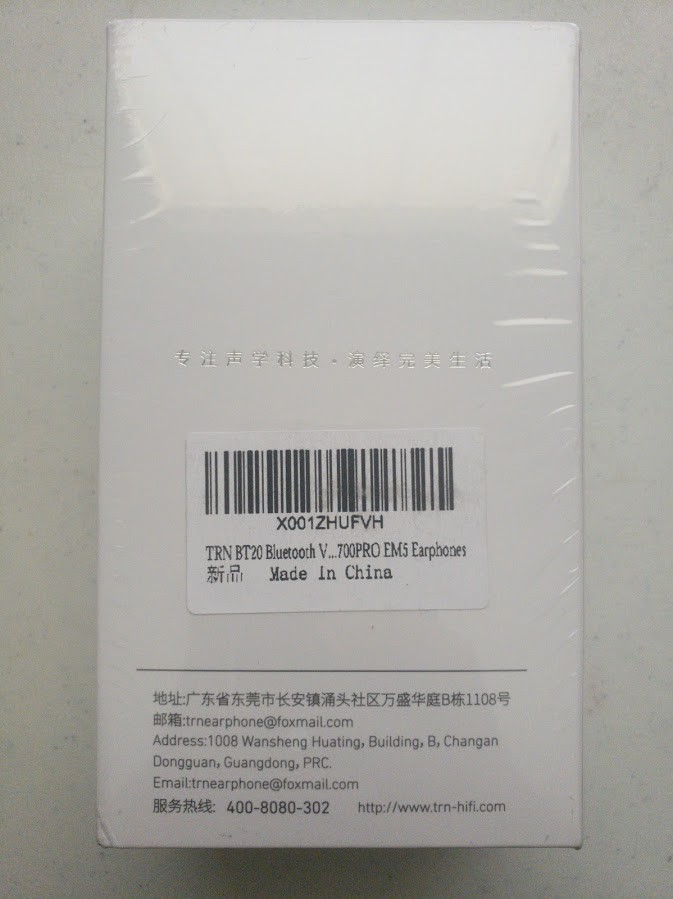 专注声学科技·演绎完美生活
X001ZHUFVH
TRN BT20 Bluetooth V...700PRO EM5 Earphones
新品 Made In China
地址:广东省东莞市长安镇涌头社区万盛华庭B栋1108号
邮箱:trnearphone@foxmail.com
Address:1008 Wansheng Huating, Building, B, Changan
Dongguan, Guangdong, PRC.
Email:trnearphone@foxmail.com
服务热线: 400-8080-302 http://www.trn-hifi.com